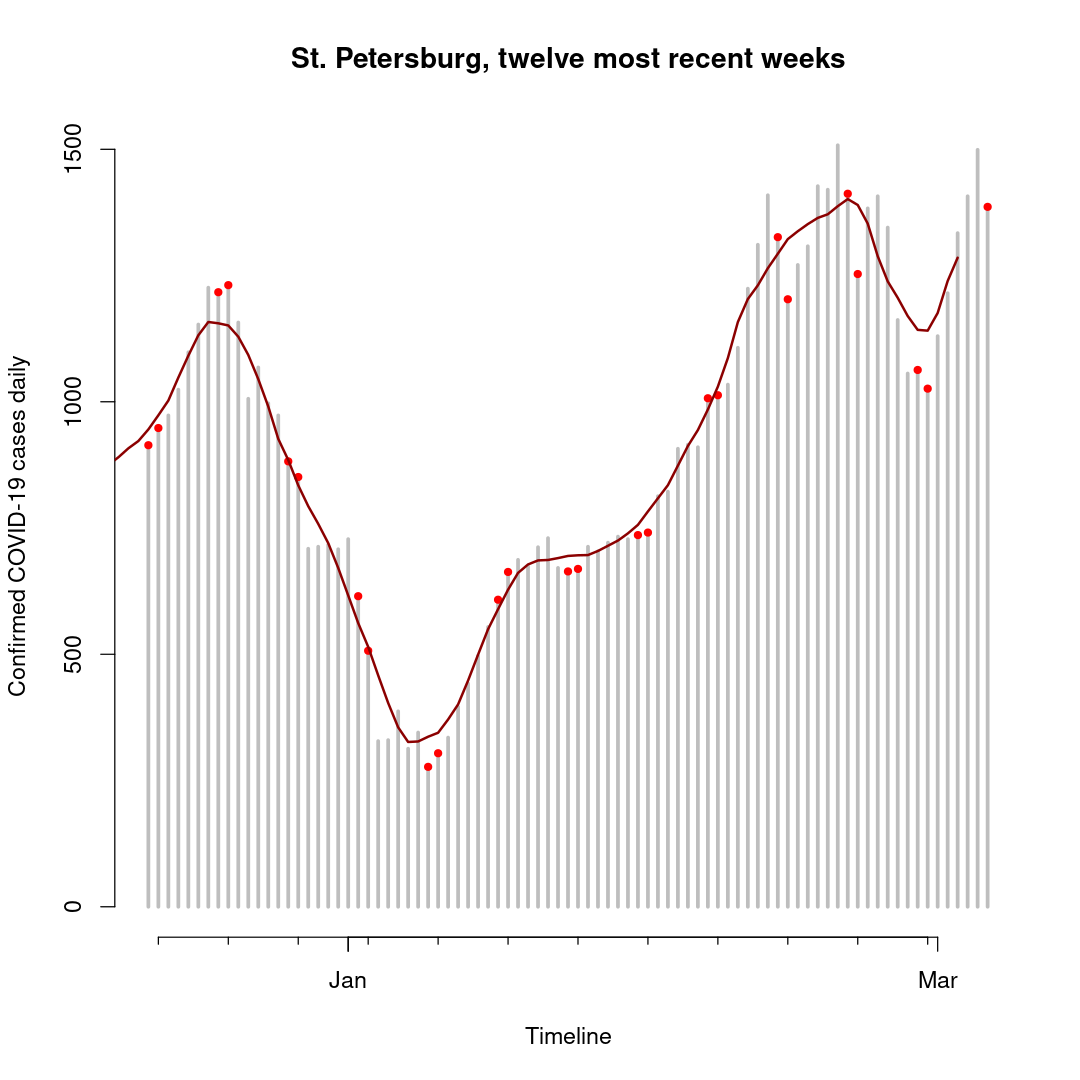 St. Petersburg, twelve most recent weeks
Confirmed COVID-19 cases daily
1500
1000
500
0
Jan
Mar
Timeline